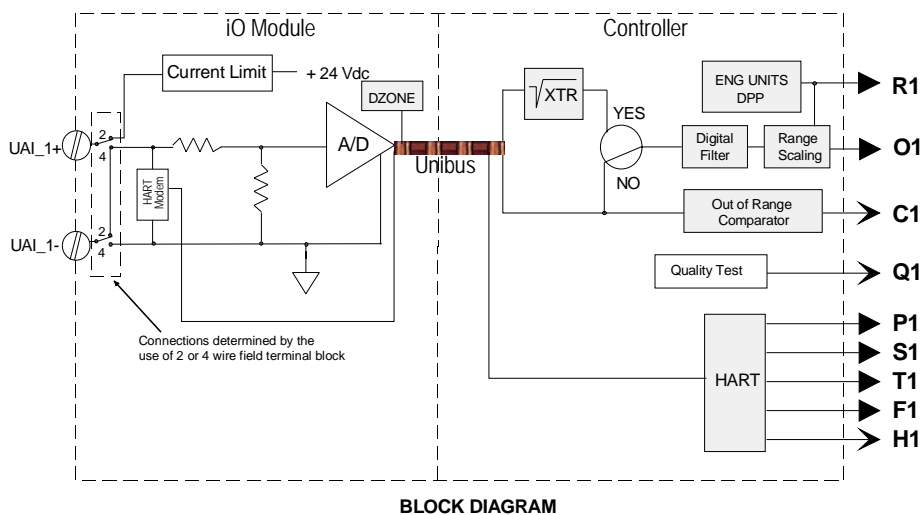 iO Module
Controller
Current Limit
+ 24 Vdc
DZONE
ENG UNITS
DPP
R1
√XTR
YES
UAI_1+
2
4
A/D
Digital
Filter
Range
Scaling
O1
Unibus
HART
Modem
NO
Out of Range
Comparator
C1
UAI_1-
2
4
Quality Test
Q1
Connections determined by the
use of 2 or 4 wire field terminal block
HART
P1
S1
T1
F1
H1
BLOCK DIAGRAM